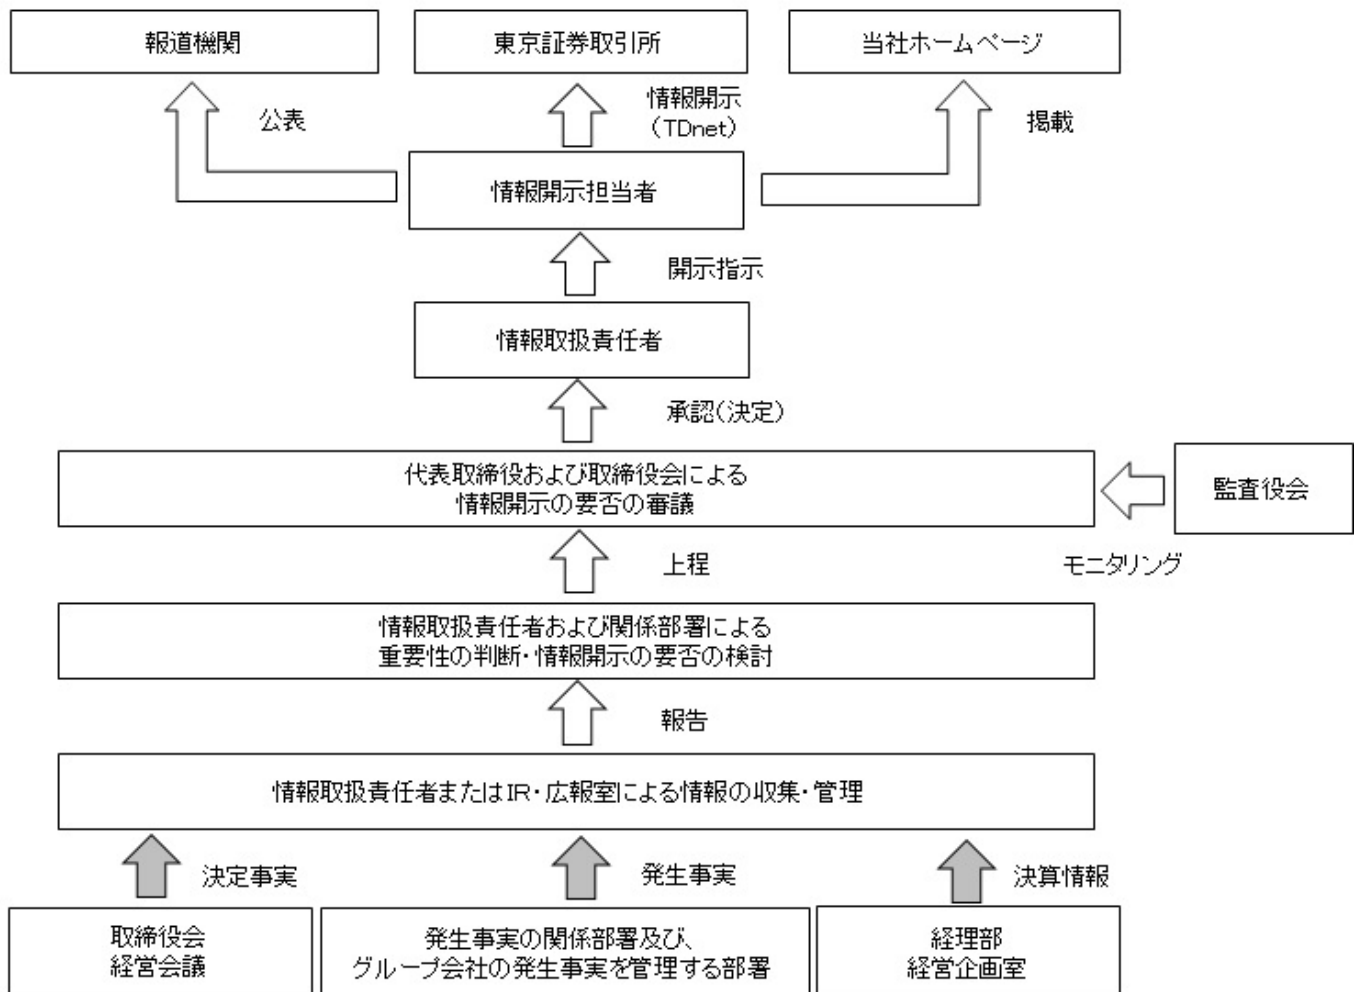 報道機関
東京証券取引所
当社ホームページ
公表
情報開示
(TDnet)
掲載
情報開示担当者
開示指示
情報取扱責任者
承認(決定)
代表取締役および取締役会による
情報開示の要否の審議
監査役会
上程
モニタリング
情報取扱責任者および関係部署による
重要性の判断・情報開示の要否の検討
報告
情報取扱責任者またはIR・広報室による情報の収集・管理
決定事実
発生事実
決算情報
取締役会
経営会議
発生事実の関係部署及び、
グループ会社の発生事実を管理する部署
経理部
経営企画室